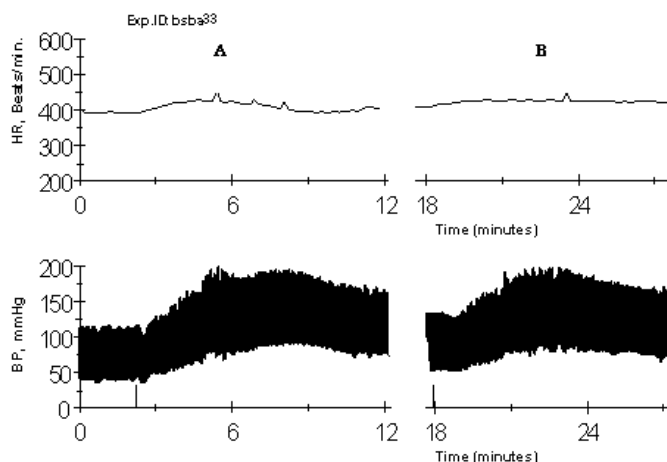 Exp.ID: bsba33
A
B
HR, Beats/min.
600
500
400
300
200
0
6
12
18
24
Time (minutes)
BP, mmHg
200
150
100
50
0
0
6
12
18
24
Time (minutes)